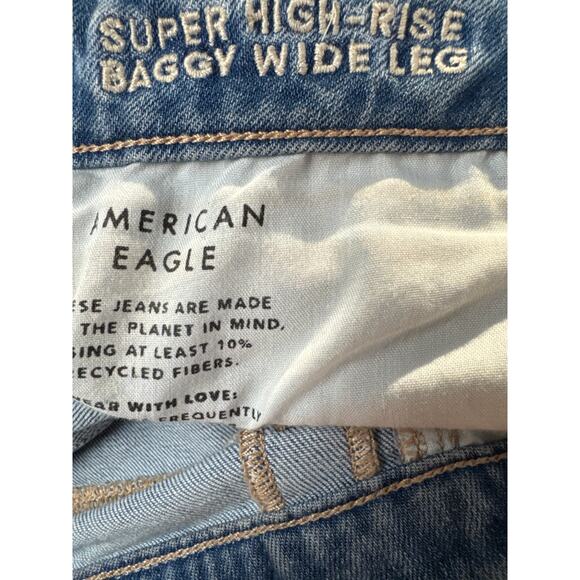 SUPER HIGH-RISE
BAGGY WIDE LEG
AMERICAN
EAGLE
ESE JEANS ARE MADE
THE PLANET IN MIND,
SING AT LEAST 10%
RECYCLED FIBERS.
EAR WITH LOVE:
FREQUENTLY